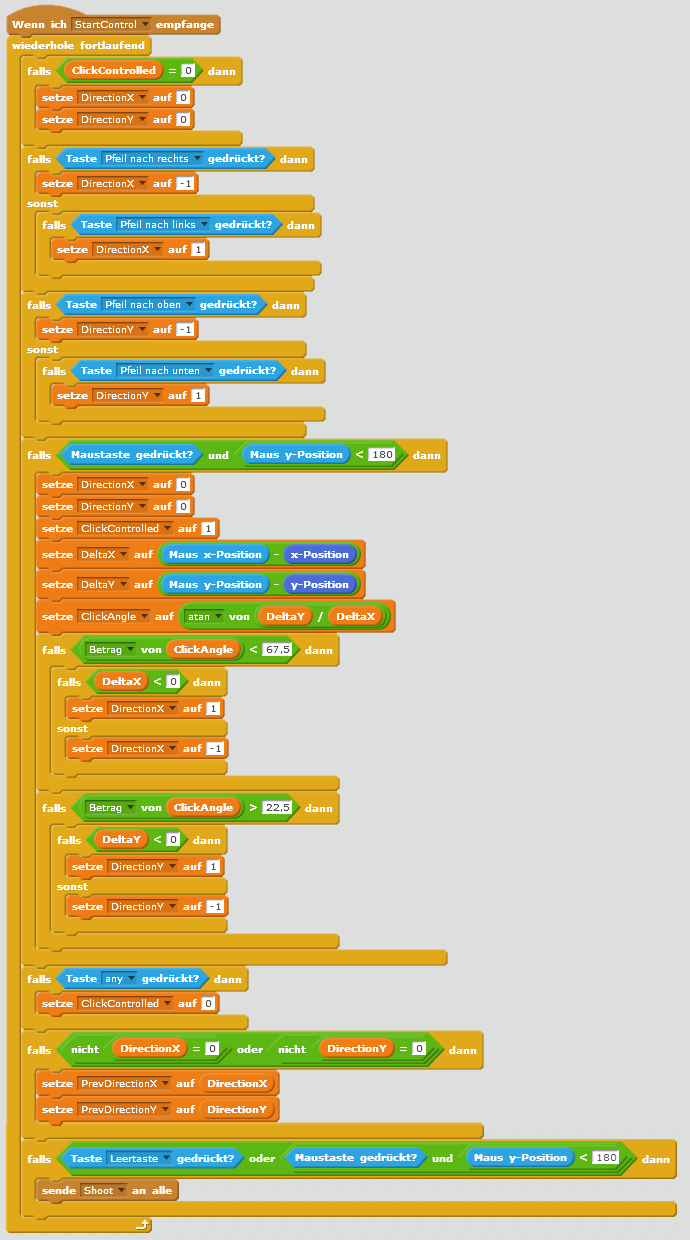 Wenn ich StartControl empfange
wiederhole fortlaufend
falls ClickControlled = 0 dann
setze DirectionX auf 0
setze DirectionY auf 0
falls Taste Pfeil nach rechts gedrückt? dann
setze DirectionX auf -1
sonst
falls Taste Pfeil nach links gedrückt? dann
setze DirectionX auf 1
falls Taste Pfeil nach oben gedrückt? dann
setze DirectionY auf -1
sonst
falls Taste Pfeil nach unten gedrückt? dann
setze DirectionY auf 1
falls Maustaste gedrückt? und Maus y-Position < 180 dann
setze DirectionX auf 0
setze DirectionY auf 0
setze ClickControlled auf 1
setze DeltaX auf Maus x-Position - x-Position
setze DeltaY auf Maus y-Position - y-Position
setze ClickAngle auf atan von DeltaY / DeltaX
falls Betrag von ClickAngle < 67,5 dann
falls DeltaX < 0 dann
setze DirectionX auf 1
sonst
setze DirectionX auf -1
falls Betrag von ClickAngle > 22,5 dann
falls DeltaY < 0 dann
setze DirectionY auf 1
sonst
setze DirectionY auf -1
falls Taste any gedrückt? dann
setze ClickControlled auf 0
falls nicht DirectionX = 0 oder nicht DirectionY = 0 dann
setze PrevDirectionX auf DirectionX
setze PrevDirectionY auf DirectionY
falls Taste Leertaste gedrückt? oder Maustaste gedrückt? und Maus y-Position < 180 dann
sende Shoot an alle